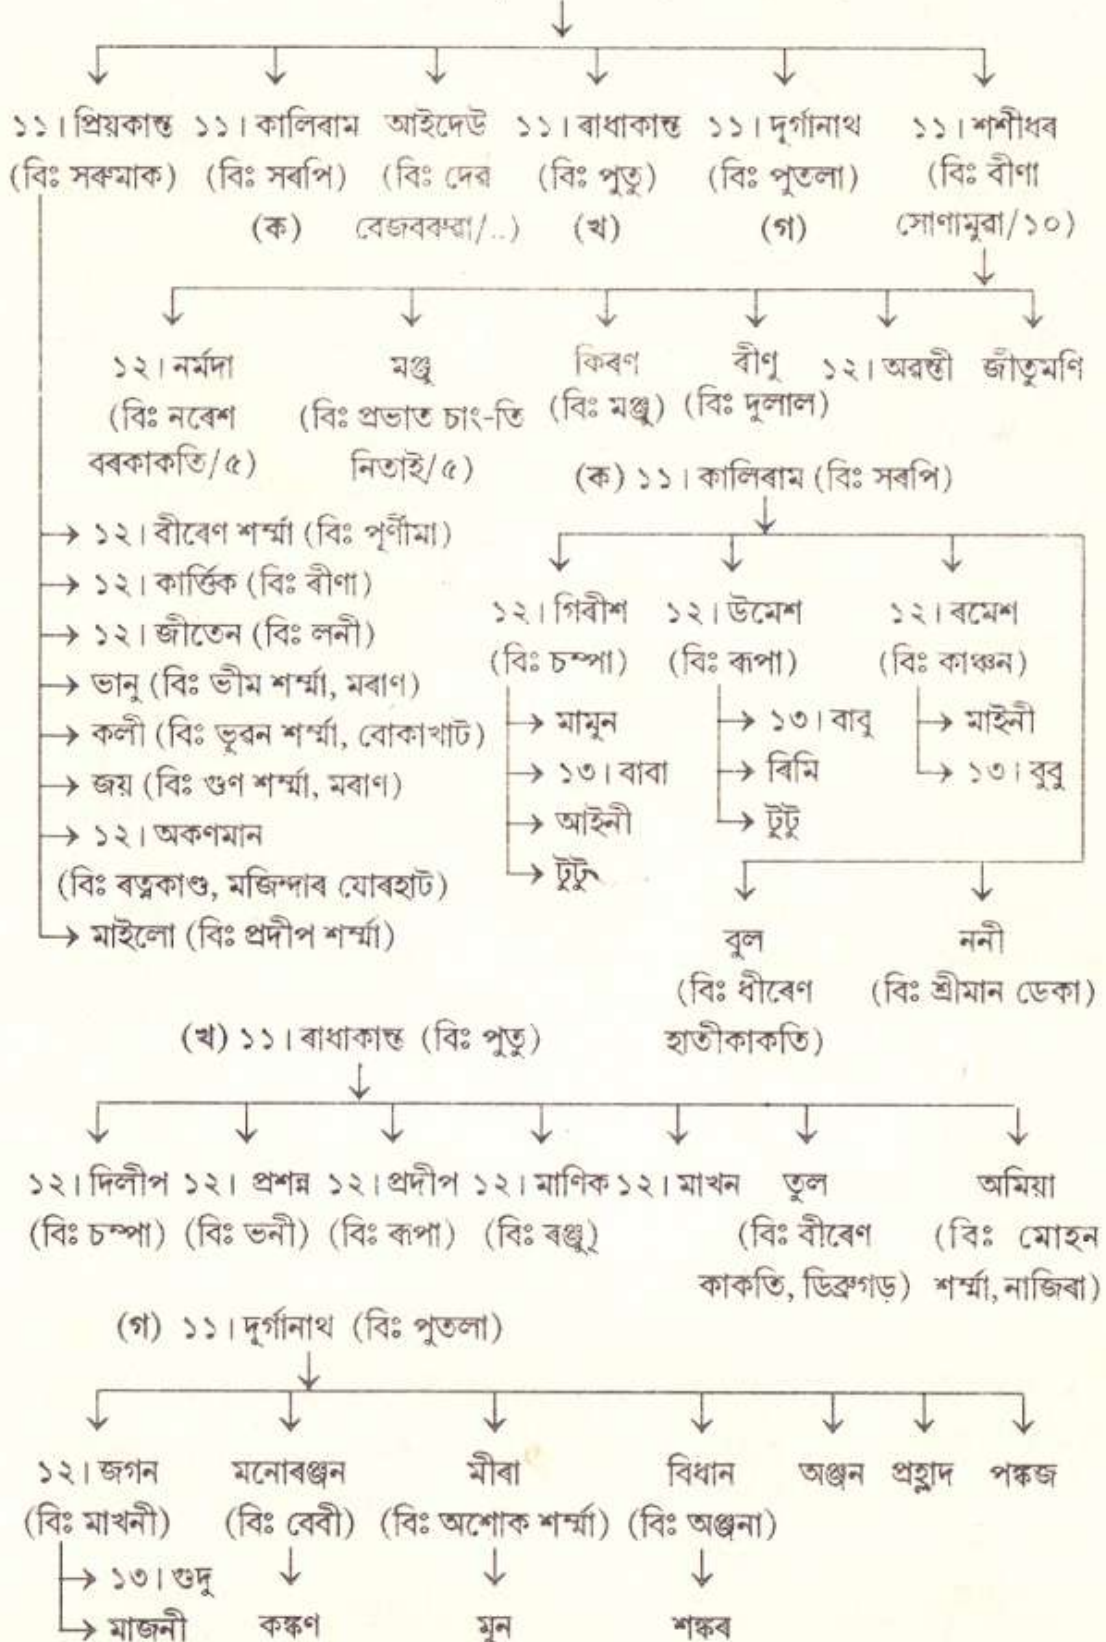 ১১। প্রিয়কান্ত ১১। কালিৰাম আইদেউ ১১। ৰাধাকান্ত ১১। দূৰ্গানাথ ১১। শশীধৰ
(বিঃ সৰুমাক) (বিঃ সৰপি) (বিঃ দেৱ (বিঃ পুতু) (বিঃ পুতলা) (বিঃ বীণা
(ক) বেজবৰুৱা/..) (খ) (গ) সোণামুৱা/১০)
১২। নৰ্মদা মঞ্জু কিৰণ ৰীণু ১২। অৱন্তী জীতুমণি
(বিঃ নৰেশ (বিঃ প্ৰভাত চাং-তি (বিঃ মঞ্জু) (বিঃ দুলাল)
বৰকাকতি/৫) নিতাই/৫) (ক) ১১। কালিৰাম (বিঃ সৰপি)
→ ১২। বীৰেণ শৰ্ম্মা (বিঃ পূৰ্ণীমা)
→ ১২। কাৰ্ত্তিক (বিঃ ৰীণা)
→ ১২। জীতেন (বিঃ লনী)
→ ভানু (বিঃ ভীম শৰ্ম্মা, মৰাণ)
→ কলী (বিঃ ভূৱন শৰ্ম্মা, বোকাখাট)
→ জয় (বিঃ গুণ শৰ্ম্মা, মৰাণ)
→ ১২। অকণমান
(বিঃ ৰত্নকাণ্ড, মজিন্দাৰ যোৰহাট)
→ মাইলো (বিঃ প্ৰদীপ শৰ্ম্মা)
১২। গিৰীশ ১২। উমেশ ১২। ৰমেশ
(বিঃ চম্পা) (বিঃ ৰূপা) (বিঃ কাঞ্চন)
→ মামুন → ১৩। বাবু → মাইনী
→ ১৩। বাবা → ৰিমি → ১৩। বুবু
→ আইনী → টুটু
→ টুটু
বুল ননী
(বিঃ ধীৰেণ (বিঃ শ্ৰীমান ডেকা)
হাতীকাকতি)
(খ) ১১। ৰাধাকান্ত (বিঃ পুতু)
১২। দিলীপ ১২। প্ৰশন্ন ১২। প্ৰদীপ ১২। মাণিক ১২। মাখন তুল অমিয়া
(বিঃ চম্পা) (বিঃ ভনী) (বিঃ ৰূপা) (বিঃ ৰঞ্জু) (বিঃ বীৰেণ (বিঃ মোহন
কাকতি, ডিব্ৰুগড়) শৰ্ম্মা, নাজিৰা)
(গ) ১১। দূৰ্গানাথ (বিঃ পুতলা)
১২। জগন মনোৰঞ্জন মীৰা বিধান অঞ্জন প্ৰহ্লাদ পঙ্কজ
(বিঃ মাখনী) (বিঃ বেবী) (বিঃ অশোক শৰ্ম্মা) (বিঃ অঞ্জনা)
→ ১৩। গুদু
→ মাজনী কঙ্কণ মুন শঙ্কৰ